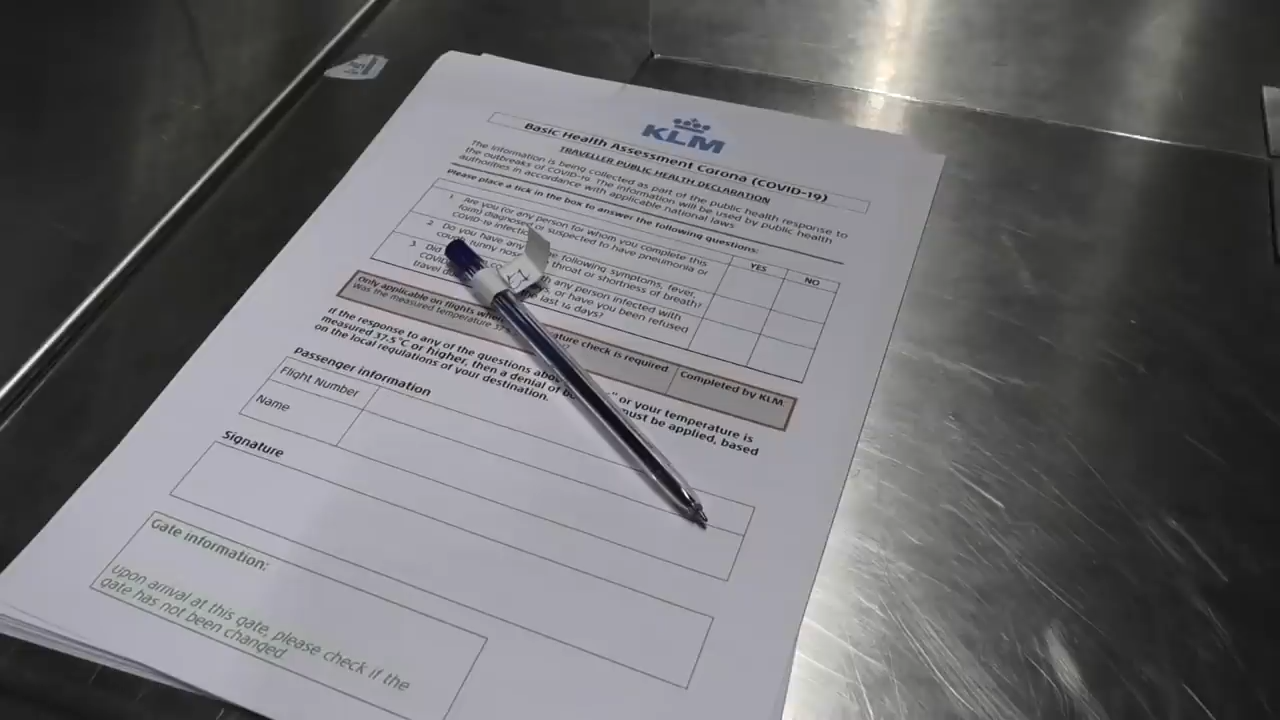 KLM
Basic Health Assessment Corona (COVID-19)
TRAVELLER PUBLIC HEALTH DECLARATION
The information is being collected as part of the public health response to
the outbreaks of COVID-19. The information will be used by public health
authorities in accordance with applicable national laws
Please place a tick in the box to answer the following questions:
YES NO
1 Are you (or any person for whom you complete this
form) diagnosed or suspected to have pneumonia or
COVID-19 infection
2 Do you have any following symptoms, fever,
cough, runny nose, throat or shortness of breath?
3 Did any person infected with
COVID or have you been refused
travel last 14 days?
Only applicable on flights where temperature check is required
Was the measured temperature 37.5
Completed by KLM
If the response to any of the questions above or your temperature is
measured 37.5°C or higher, then a denial of must be applied, based
on the local regulations of your destination.
Passenger information
Flight Number
Name
Signature
Gate information:
Upon arrival at this gate, please check if the
gate has not been changed